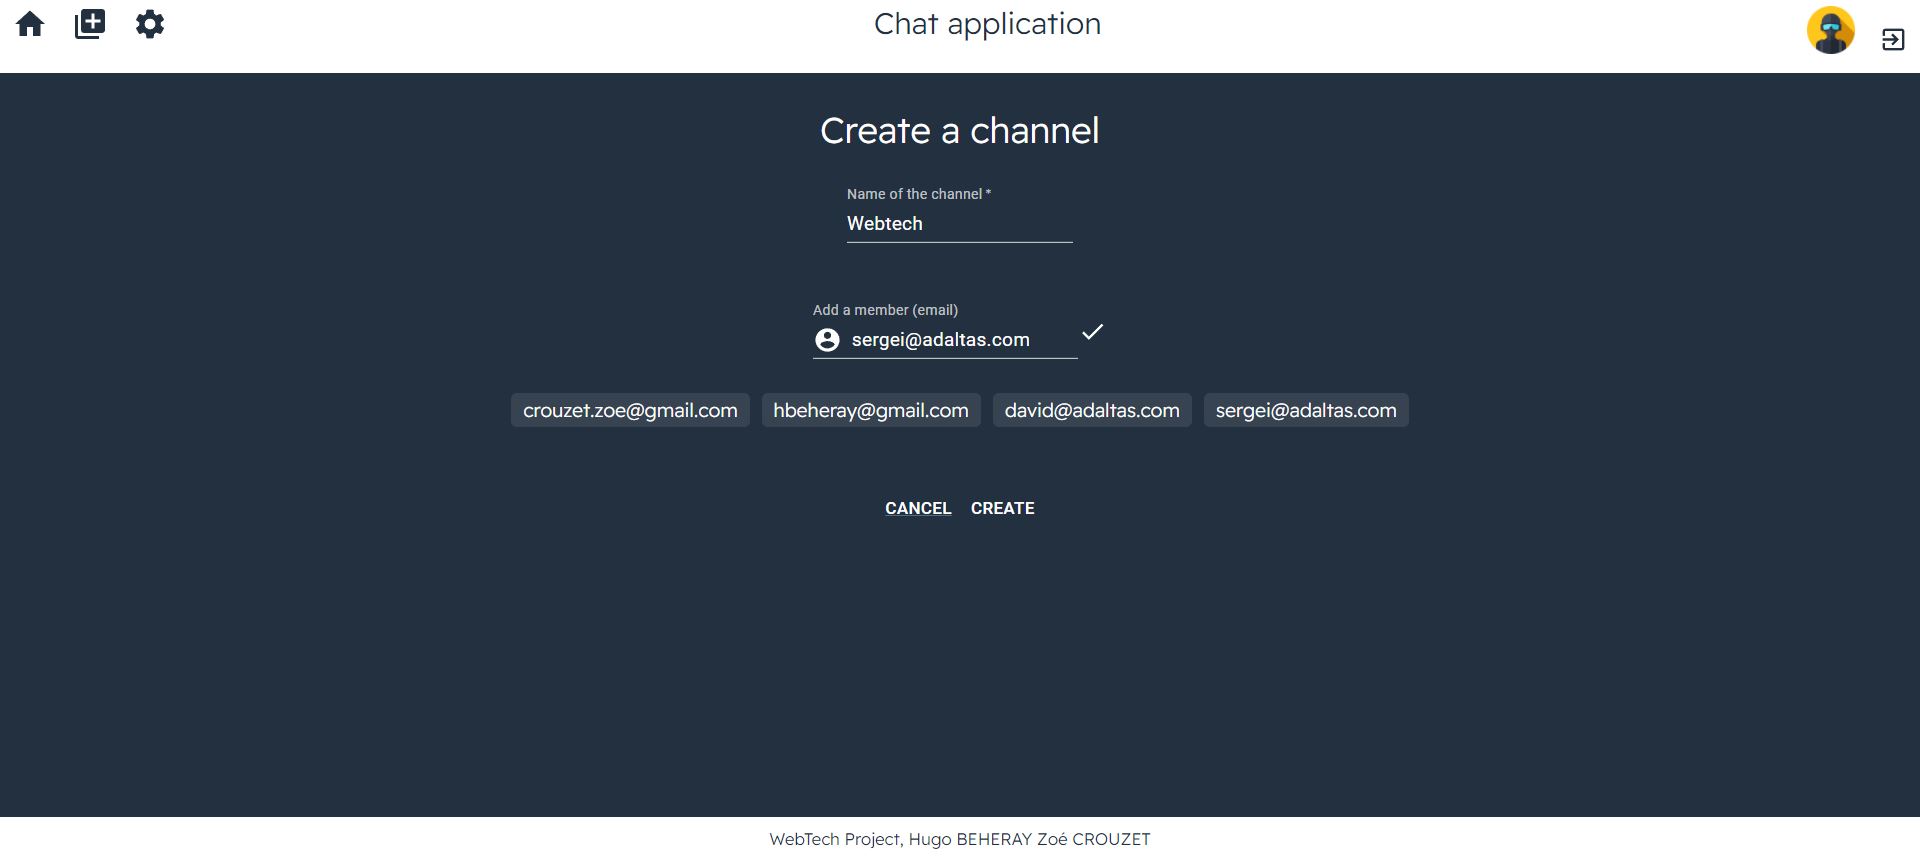 Chat application
Create a channel
Name of the channel *
Webtech
Add a member (email)
sergei@adaltas.com
crouzet.zoe@gmail.com hbeheray@gmail.com david@adaltas.com sergei@adaltas.com
CANCEL CREATE
WebTech Project, Hugo BEHERAY Zoé CROUZET